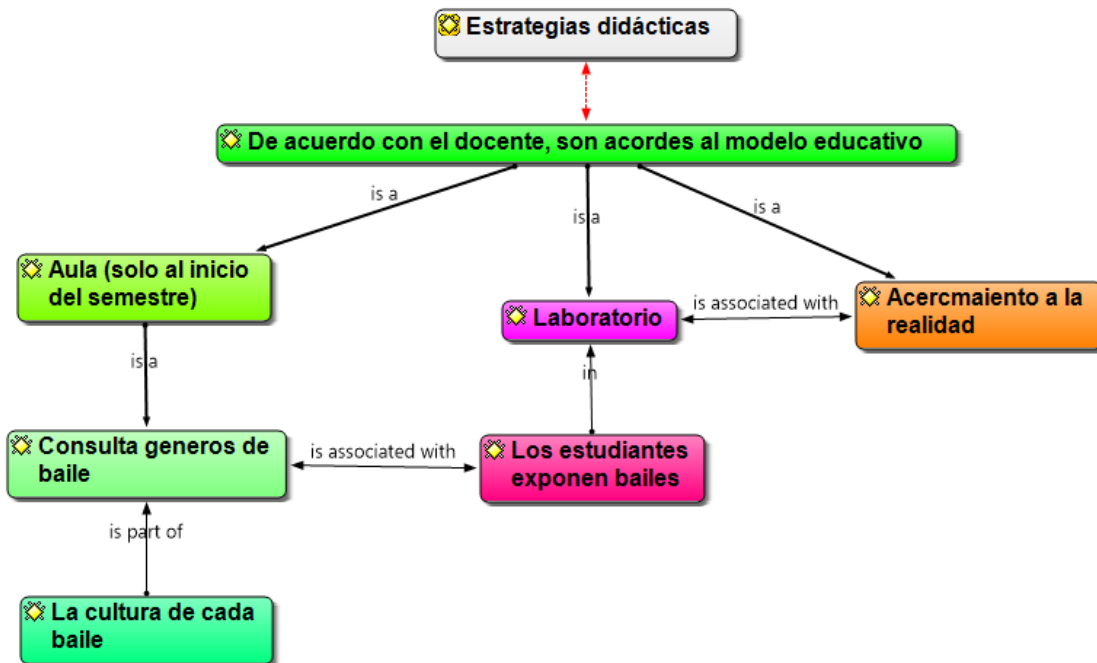 Estrategias didácticas
De acuerdo con el docente, son acordes al modelo educativo
is a
is a
is a
Aula (solo al inicio
del semestre)
Laboratorio
is associated with
Acercmaiento a la
realidad
is a
in
Consulta generos de
baile
is associated with
Los estudiantes
exponen bailes
is part of
La cultura de cada
baile